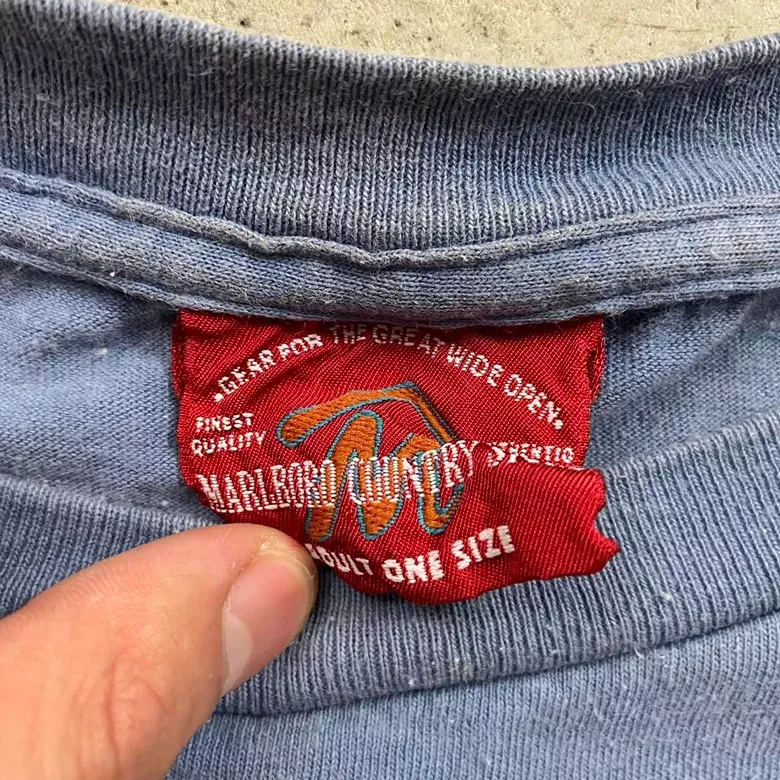 .GEAR FOR THE GREAT WIDE OPEN.
FINEST
QUALITY
MARLBORO COUNTRY
ADULT ONE SIZE